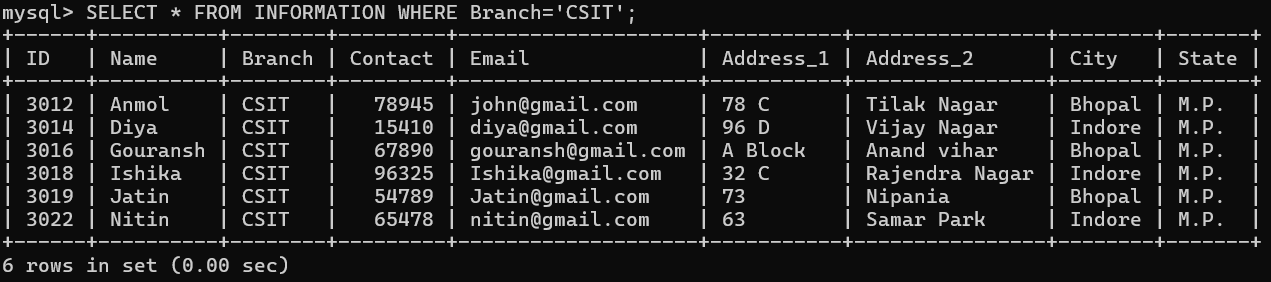 mysql> SELECT * FROM INFORMATION WHERE Branch='CSIT';
+------+----------+--------+---------+--------------------+-----------+----------------+--------+-------+
| ID   | Name     | Branch | Contact | Email              | Address_1 | Address_2      | City   | State |
+------+----------+--------+---------+--------------------+-----------+----------------+--------+-------+
| 3012 | Anmol    | CSIT   |   78945 | john@gmail.com     | 78 C      | Tilak Nagar    | Bhopal | M.P.  |
| 3014 | Diya     | CSIT   |   15410 | diya@gmail.com     | 96 D      | Vijay Nagar    | Indore | M.P.  |
| 3016 | Gouransh | CSIT   |   67890 | gouransh@gmail.com | A Block   | Anand vihar    | Bhopal | M.P.  |
| 3018 | Ishika   | CSIT   |   96325 | Ishika@gmail.com   | 32 C      | Rajendra Nagar | Indore | M.P.  |
| 3019 | Jatin    | CSIT   |   54789 | Jatin@gmail.com    | 73        | Nipania        | Bhopal | M.P.  |
| 3022 | Nitin    | CSIT   |   65478 | nitin@gmail.com    | 63        | Samar Park     | Indore | M.P.  |
+------+----------+--------+---------+--------------------+-----------+----------------+--------+-------+
6 rows in set (0.00 sec)